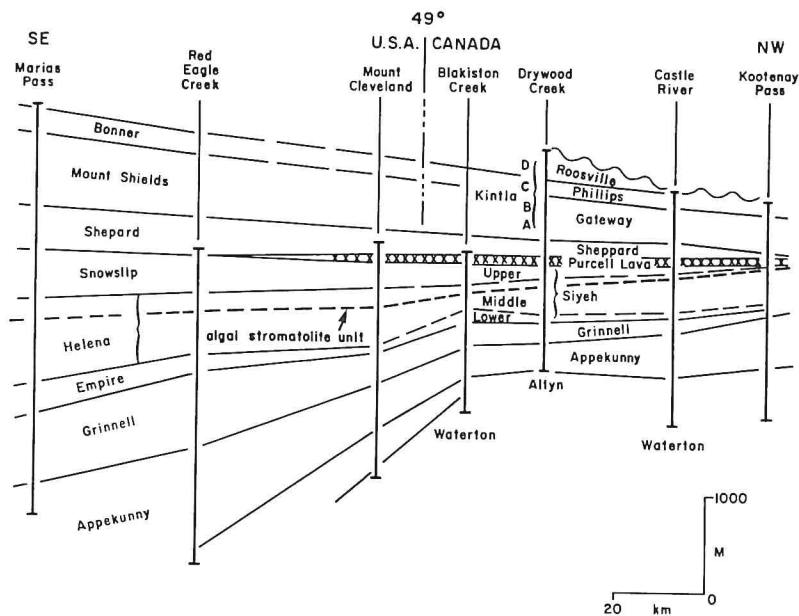 49°
SE
U.S.A. CANADA
NW
Marias
Pass
Red
Eagle
Creek
Mount
Cleveland
Blakiston
Creek
Drywood
Creek
Castle
River
Kootenay
Pass
Bonner
Mount Shields
Shepard
Snowslip
Helena
Empire
Grinnell
Appekunny
algal stromatolite unit
Kintla
D
C
B
A
Roosville
Phillips
Gateway
Sheppard
Purcell Lava
Upper
Middle
Lower
Siyeh
Grinnell
Appekunny
Altyn
Waterton
Waterton
1000
M
0
20
km